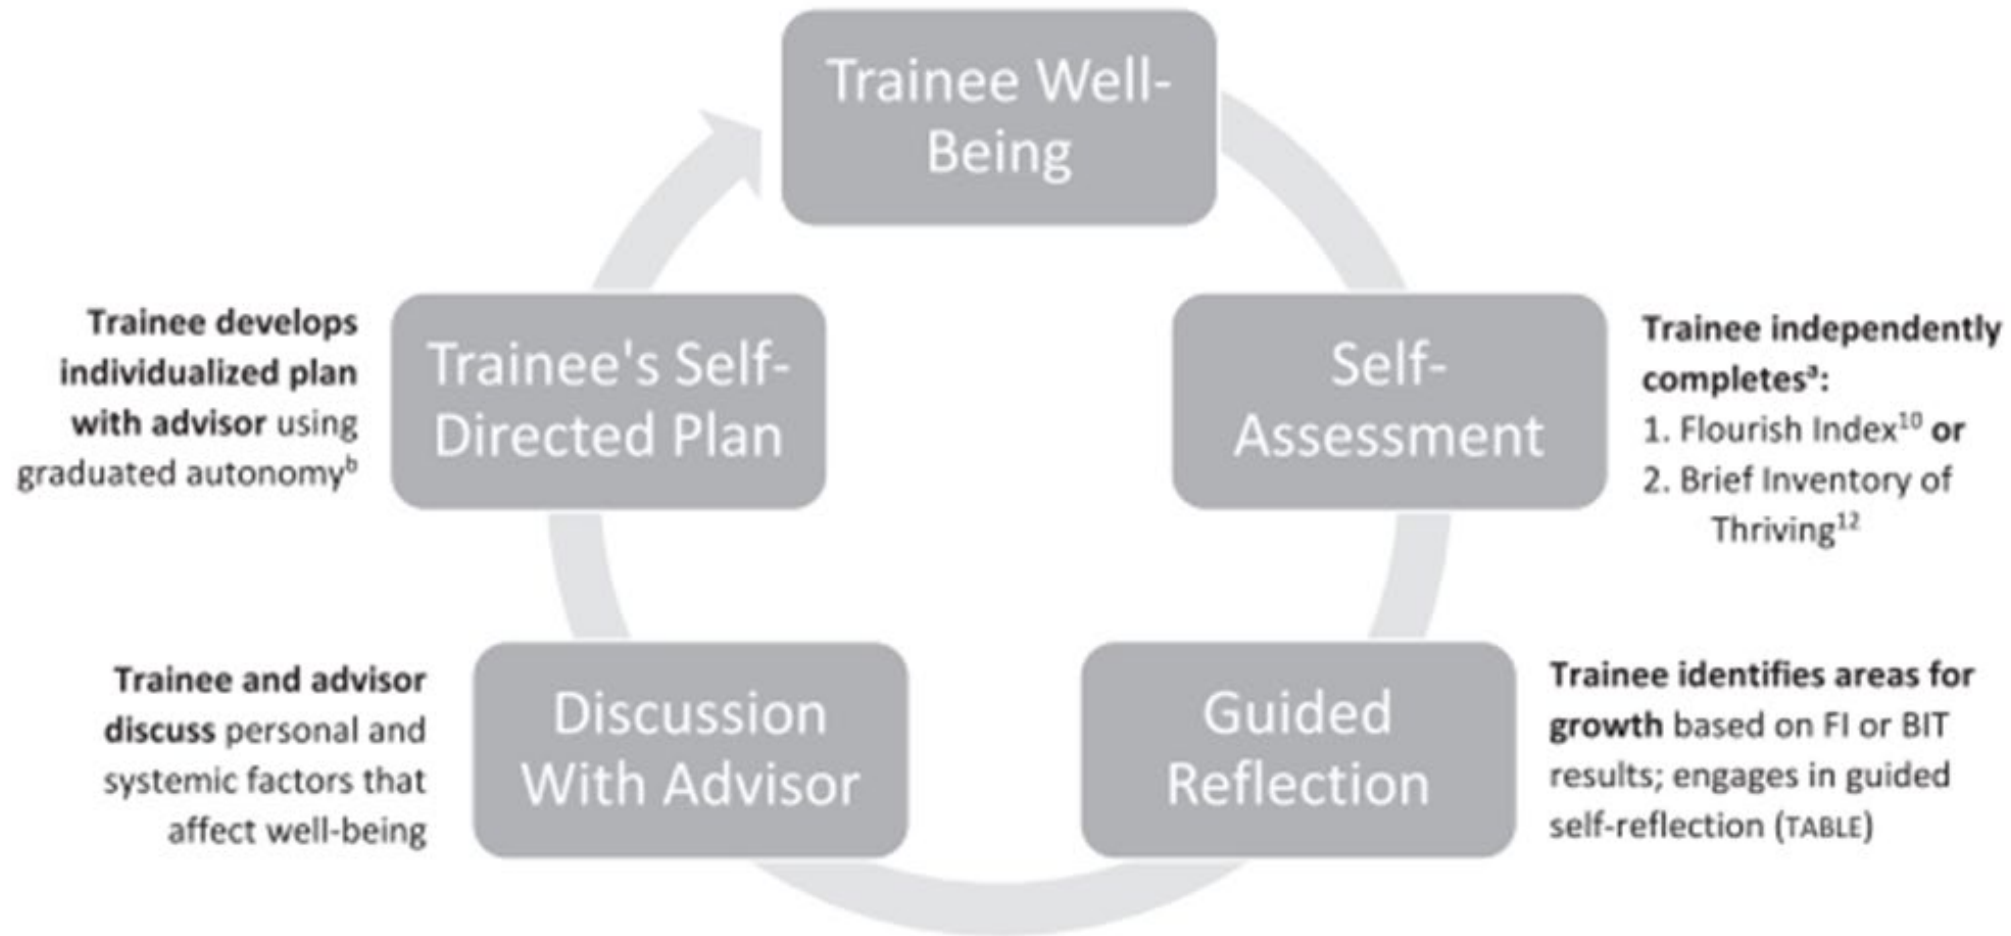 Trainee Well-
Being
Self-
Assessment
Trainee independently
completesᵃ:
1. Flourish Index¹⁰ or
2. Brief Inventory of
Thriving¹²
Guided
Reflection
Trainee identifies areas for
growth based on FI or BIT
results; engages in guided
self-reflection (TABLE)
Discussion
With Advisor
Trainee and advisor
discuss personal and
systemic factors that
affect well-being
Trainee's Self-
Directed Plan
Trainee develops
individualized plan
with advisor using
graduated autonomyᵇ